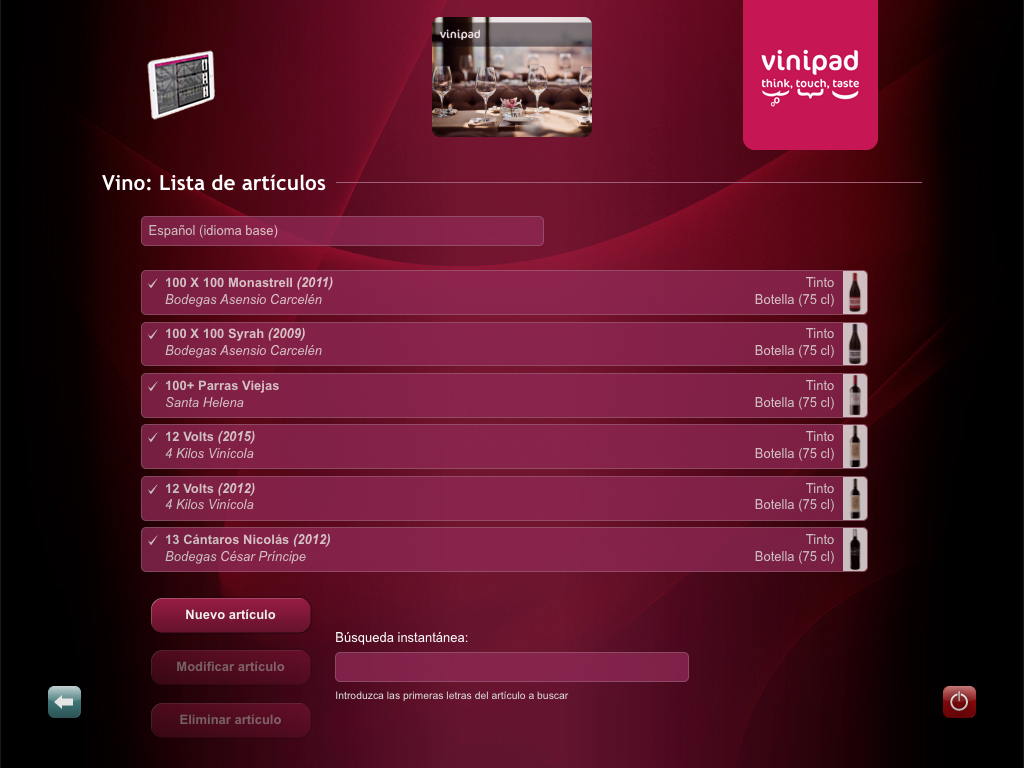 vinipad
vinipad
think, touch, taste
Vino: Lista de artículos
Español (idioma base)
✓ 100 X 100 Monastrell (2011) Tinto
Bodegas Asensio Carcelén Botella (75 cl)
✓ 100 X 100 Syrah (2009) Tinto
Bodegas Asensio Carcelén Botella (75 cl)
✓ 100+ Parras Viejas Tinto
Santa Helena Botella (75 cl)
✓ 12 Volts (2015) Tinto
4 Kilos Vinícola Botella (75 cl)
✓ 12 Volts (2012) Tinto
4 Kilos Vinícola Botella (75 cl)
✓ 13 Cántaros Nicolás (2012) Tinto
Bodegas César Príncipe Botella (75 cl)
Nuevo artículo
Búsqueda instantánea:
Modificar artículo
Introduzca las primeras letras del artículo a buscar
Eliminar artículo